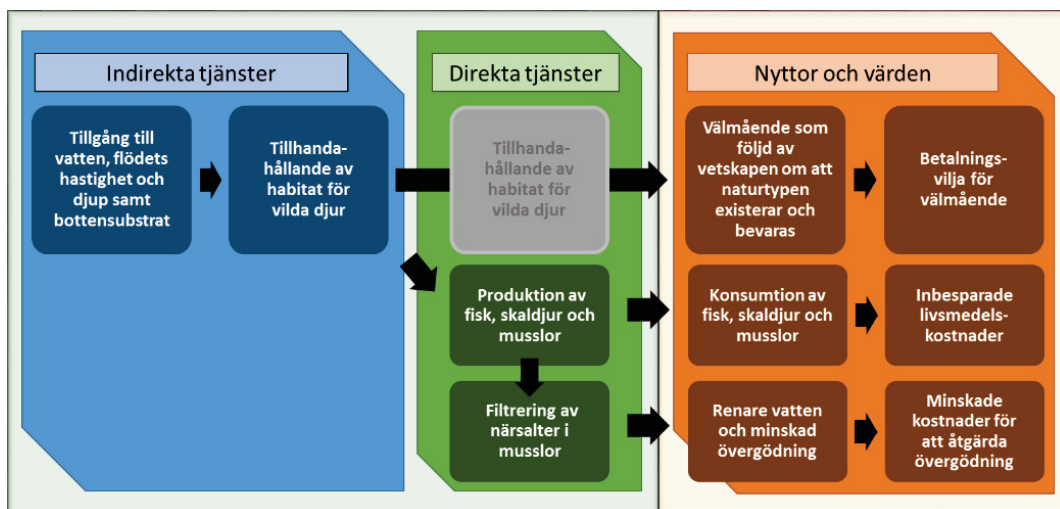 Indirekta tjänster
Direkta tjänster
Nyttor och värden
Tillgång till
vatten, flödets
hastighet och
djup samt
bottensubstrat
Tillhanda-
hållande av
habitat för
vilda djur
Tillhanda-
hållande av
habitat för
vilda djur
Välmående som
följd av
vetskapen om att
naturtypen
existerar och
bevaras
Betalnings-
vilja för
välmående
Produktion av
fisk, skaldjur och
musslor
Konsumtion av
fisk, skaldjur och
musslor
Inbesparade
livsmedels-
kostnader
Filtrering av
närsalter i
musslor
Renare vatten
och minskad
övergödning
Minskade
kostnader för
att åtgärda
övergödning